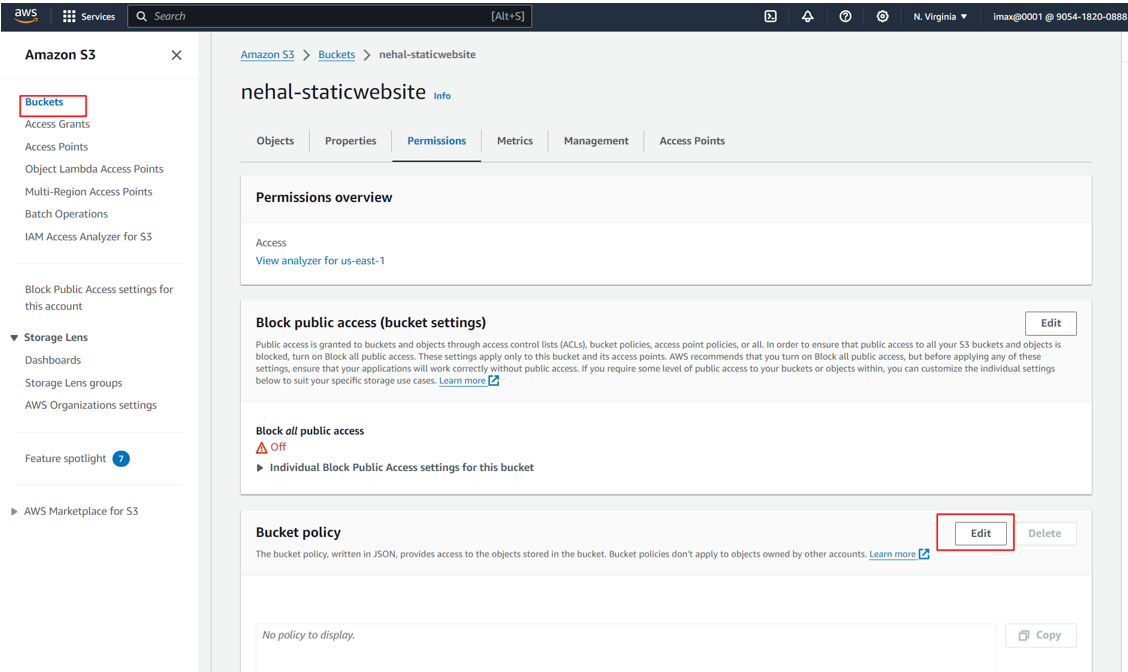 aws
Services
Search
[Alt+S]
N. Virginia
imax@0001 @ 9054-1820-0888
Amazon S3
Buckets
Access Grants
Access Points
Object Lambda Access Points
Multi-Region Access Points
Batch Operations
IAM Access Analyzer for S3
Block Public Access settings for
this account
Storage Lens
Dashboards
Storage Lens groups
AWS Organizations settings
Feature spotlight 7
AWS Marketplace for S3
Amazon S3 > Buckets > nehal-staticwebsite
nehal-staticwebsite Info
Objects
Properties
Permissions
Metrics
Management
Access Points
Permissions overview
Access
View analyzer for us-east-1
Block public access (bucket settings)
Edit
Public access is granted to buckets and objects through access control lists (ACLs), bucket policies, access point policies, or all. In order to ensure that public access to all your S3 buckets and objects is
blocked, turn on Block all public access. These settings apply only to this bucket and its access points. AWS recommends that you turn on Block all public access, but before applying any of these
settings, ensure that your applications will work correctly without public access. If you require some level of public access to your buckets or objects within, you can customize the individual settings
below to suit your specific storage use cases. Learn more
Block all public access
Off
Individual Block Public Access settings for this bucket
Bucket policy
Edit
Delete
The bucket policy, written in JSON, provides access to the objects stored in the bucket. Bucket policies don't apply to objects owned by other accounts. Learn more
No policy to display.
Copy